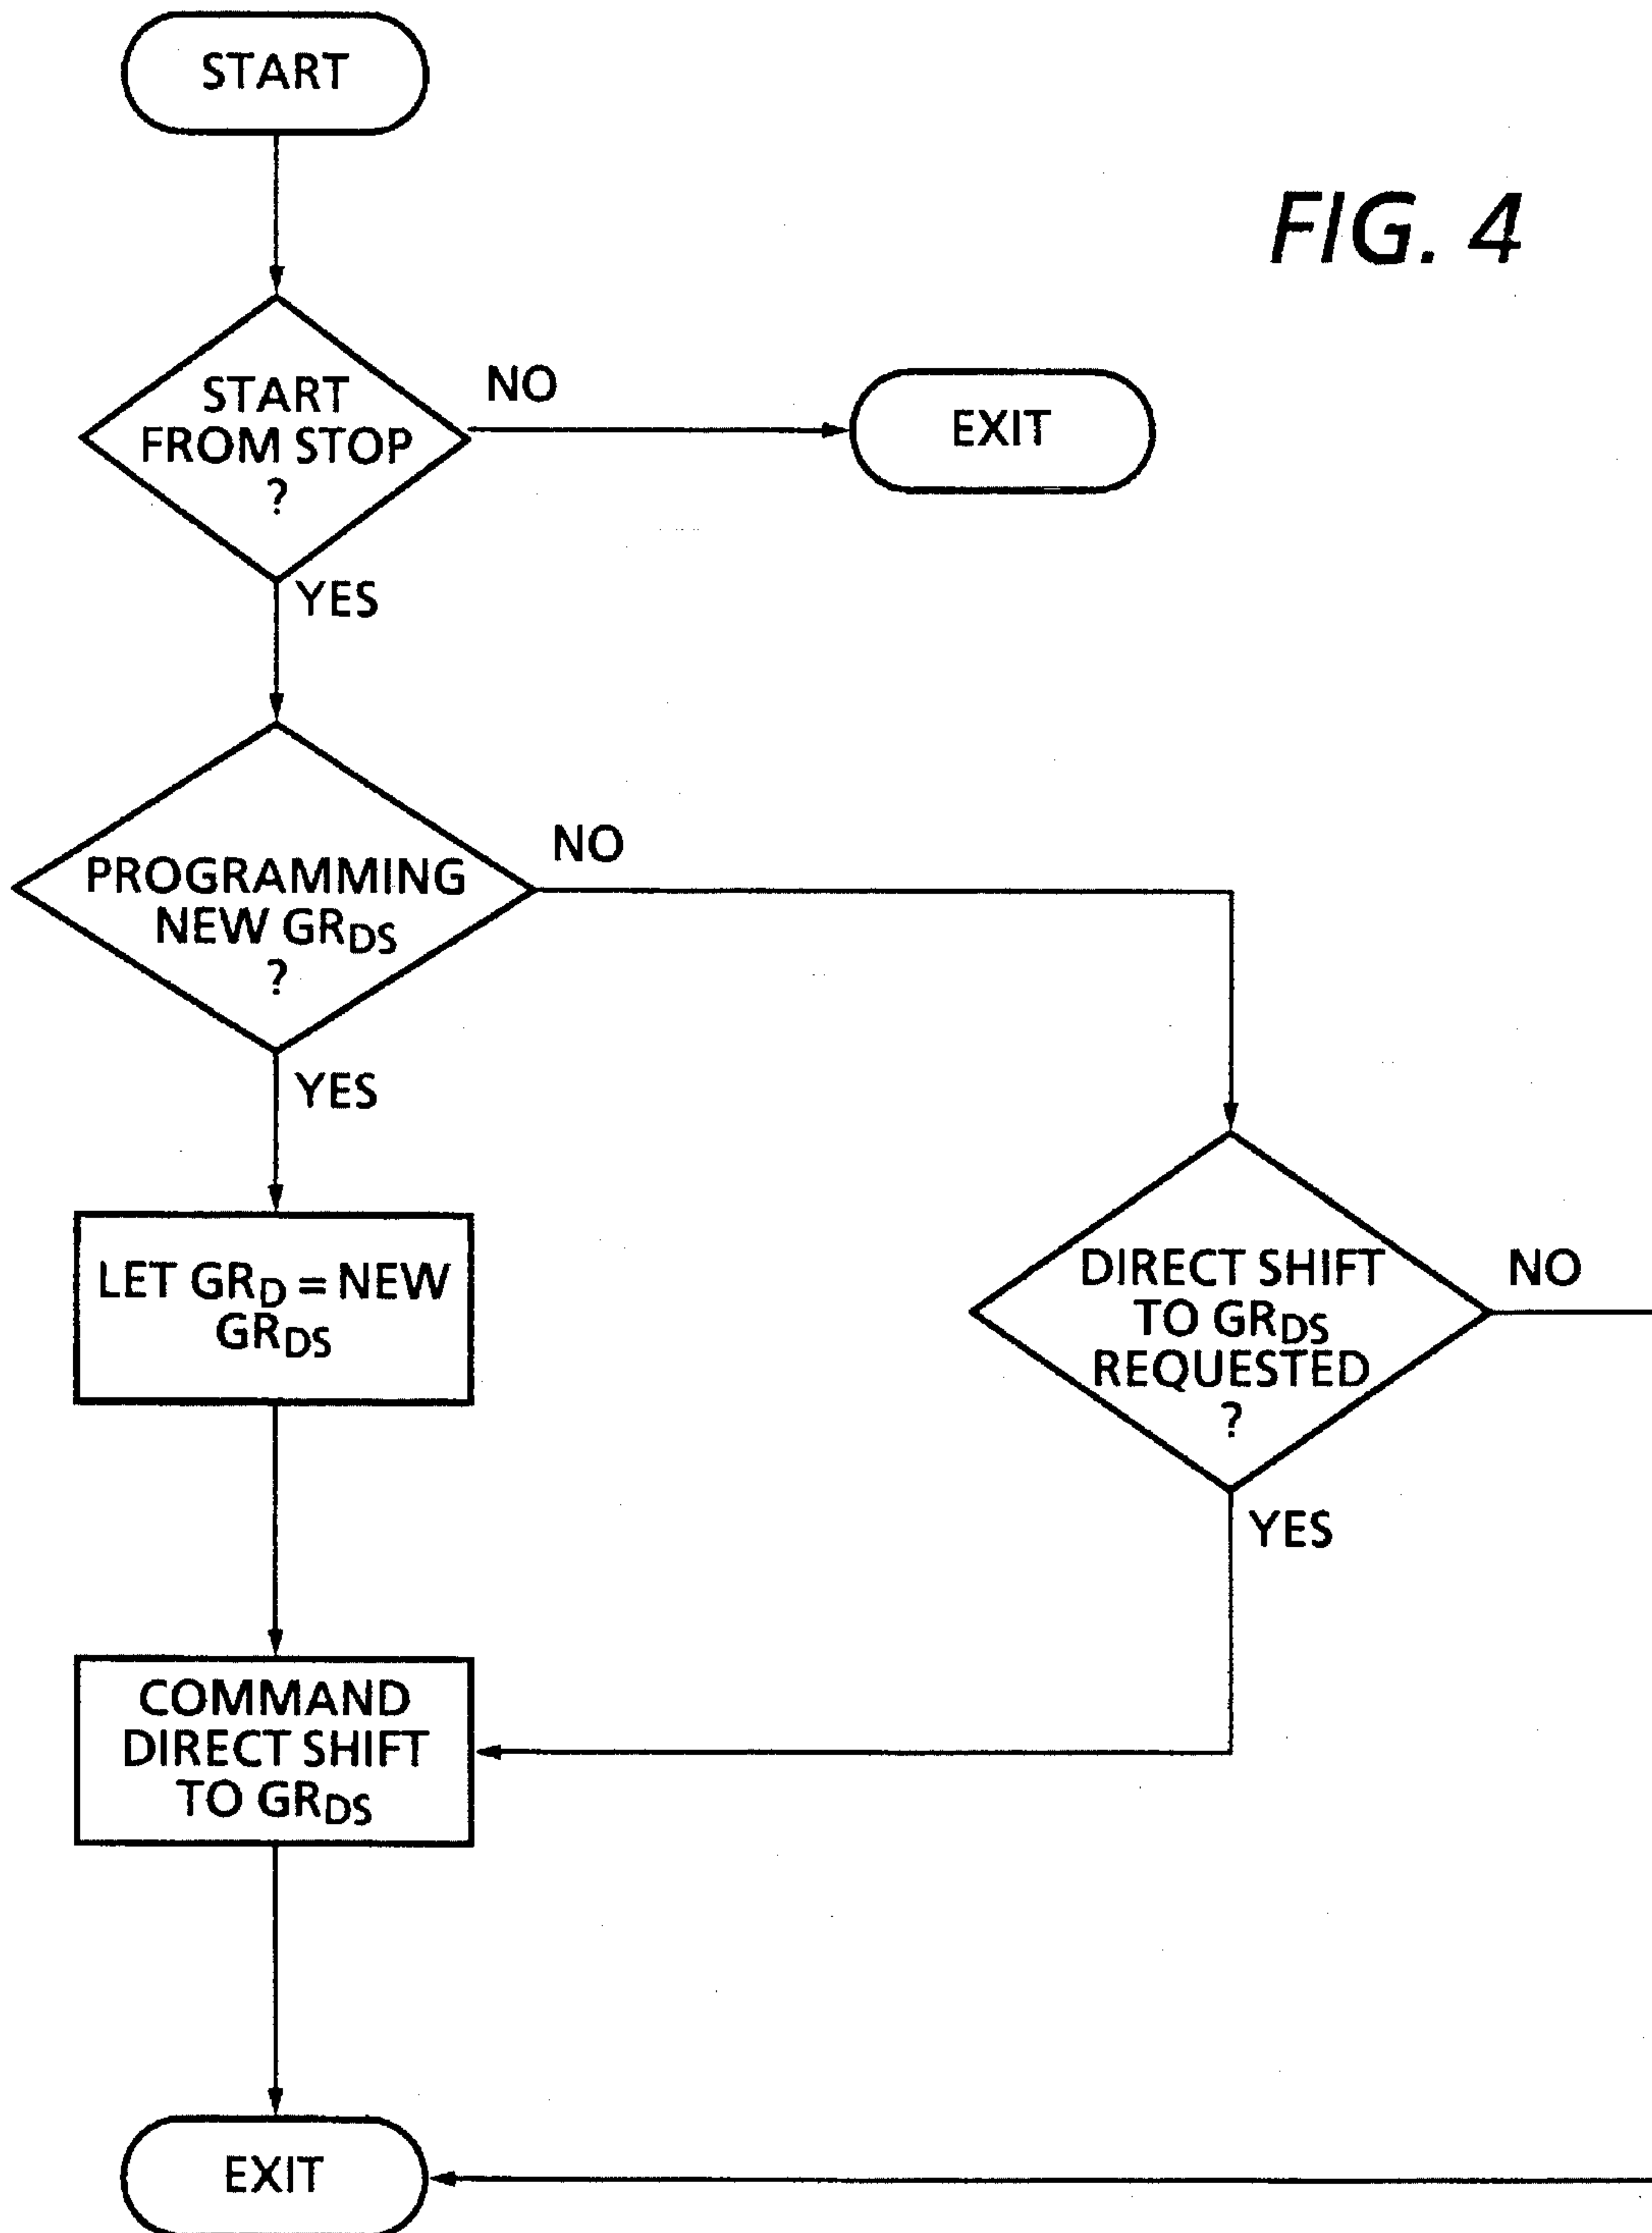 START
FIG. 4
START
FROM STOP
?
NO
EXIT
YES
PROGRAMMING
NEW GRDS
?
NO
YES
LET GRD = NEW
GRDS
DIRECT SHIFT
TO GRDS
REQUESTED
?
NO
YES
COMMAND
DIRECT SHIFT
TO GRDS
EXIT